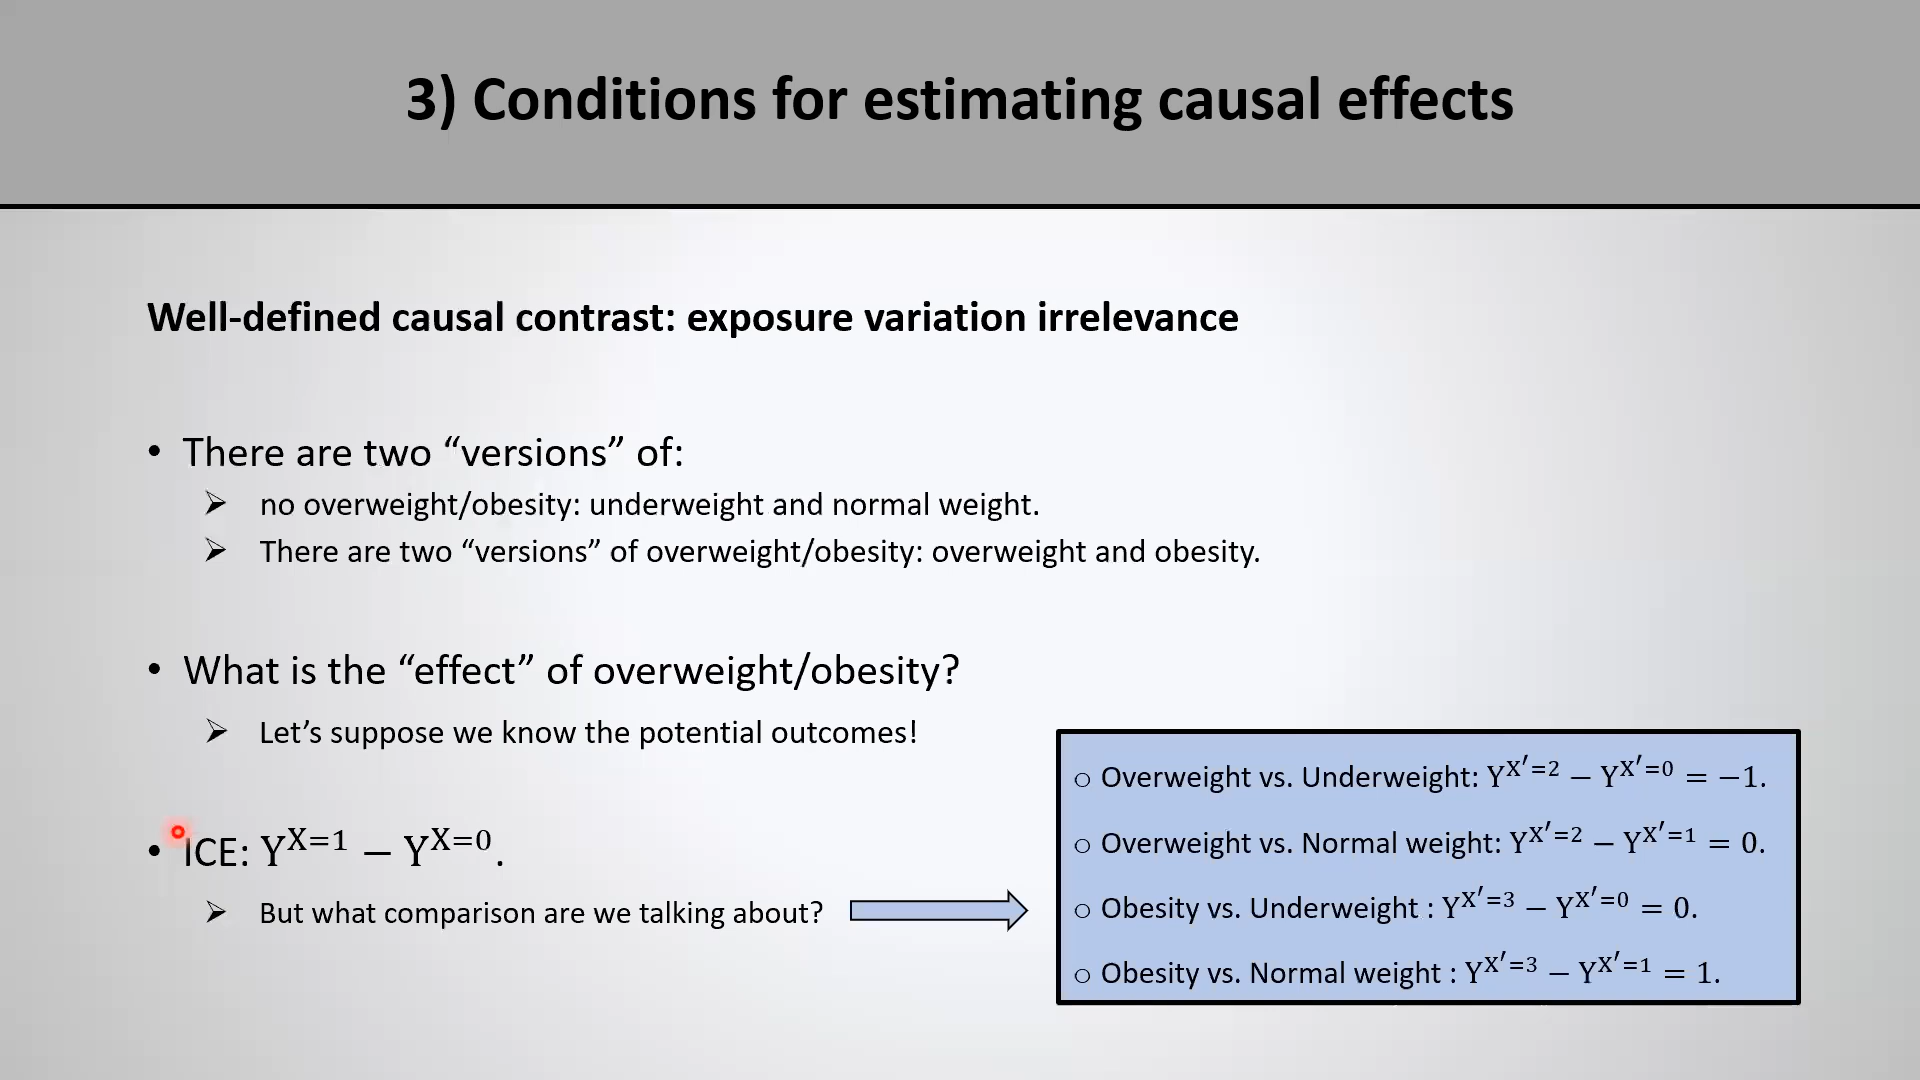 3) Conditions for estimating causal effects
Well-defined causal contrast: exposure variation irrelevance
• There are two “versions” of:
➢ no overweight/obesity: underweight and normal weight.
➢ There are two “versions” of overweight/obesity: overweight and obesity.
• What is the “effect” of overweight/obesity?
➢ Let’s suppose we know the potential outcomes!
• ICE: Y^{X=1} − Y^{X=0}.
➢ But what comparison are we talking about?
○ Overweight vs. Underweight: Y^{X′=2} − Y^{X′=0} = −1.
○ Overweight vs. Normal weight: Y^{X′=2} − Y^{X′=1} = 0.
○ Obesity vs. Underweight : Y^{X′=3} − Y^{X′=0} = 0.
○ Obesity vs. Normal weight : Y^{X′=3} − Y^{X′=1} = 1.